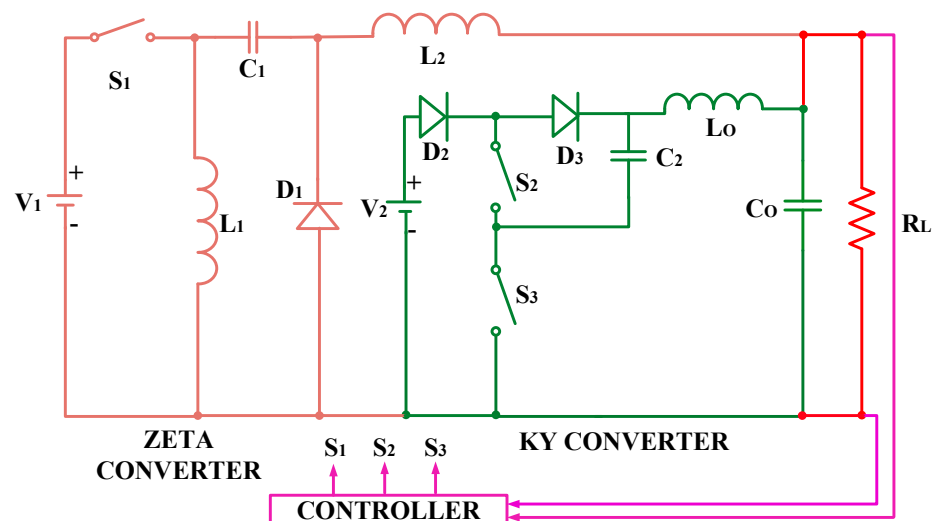 S1
C1
L2
D2
D3
LO
C2
S2
V1
+
-
L1
D1
V2
+
-
CO
RL
S3
ZETA
CONVERTER
KY CONVERTER
S1 S2 S3
CONTROLLER